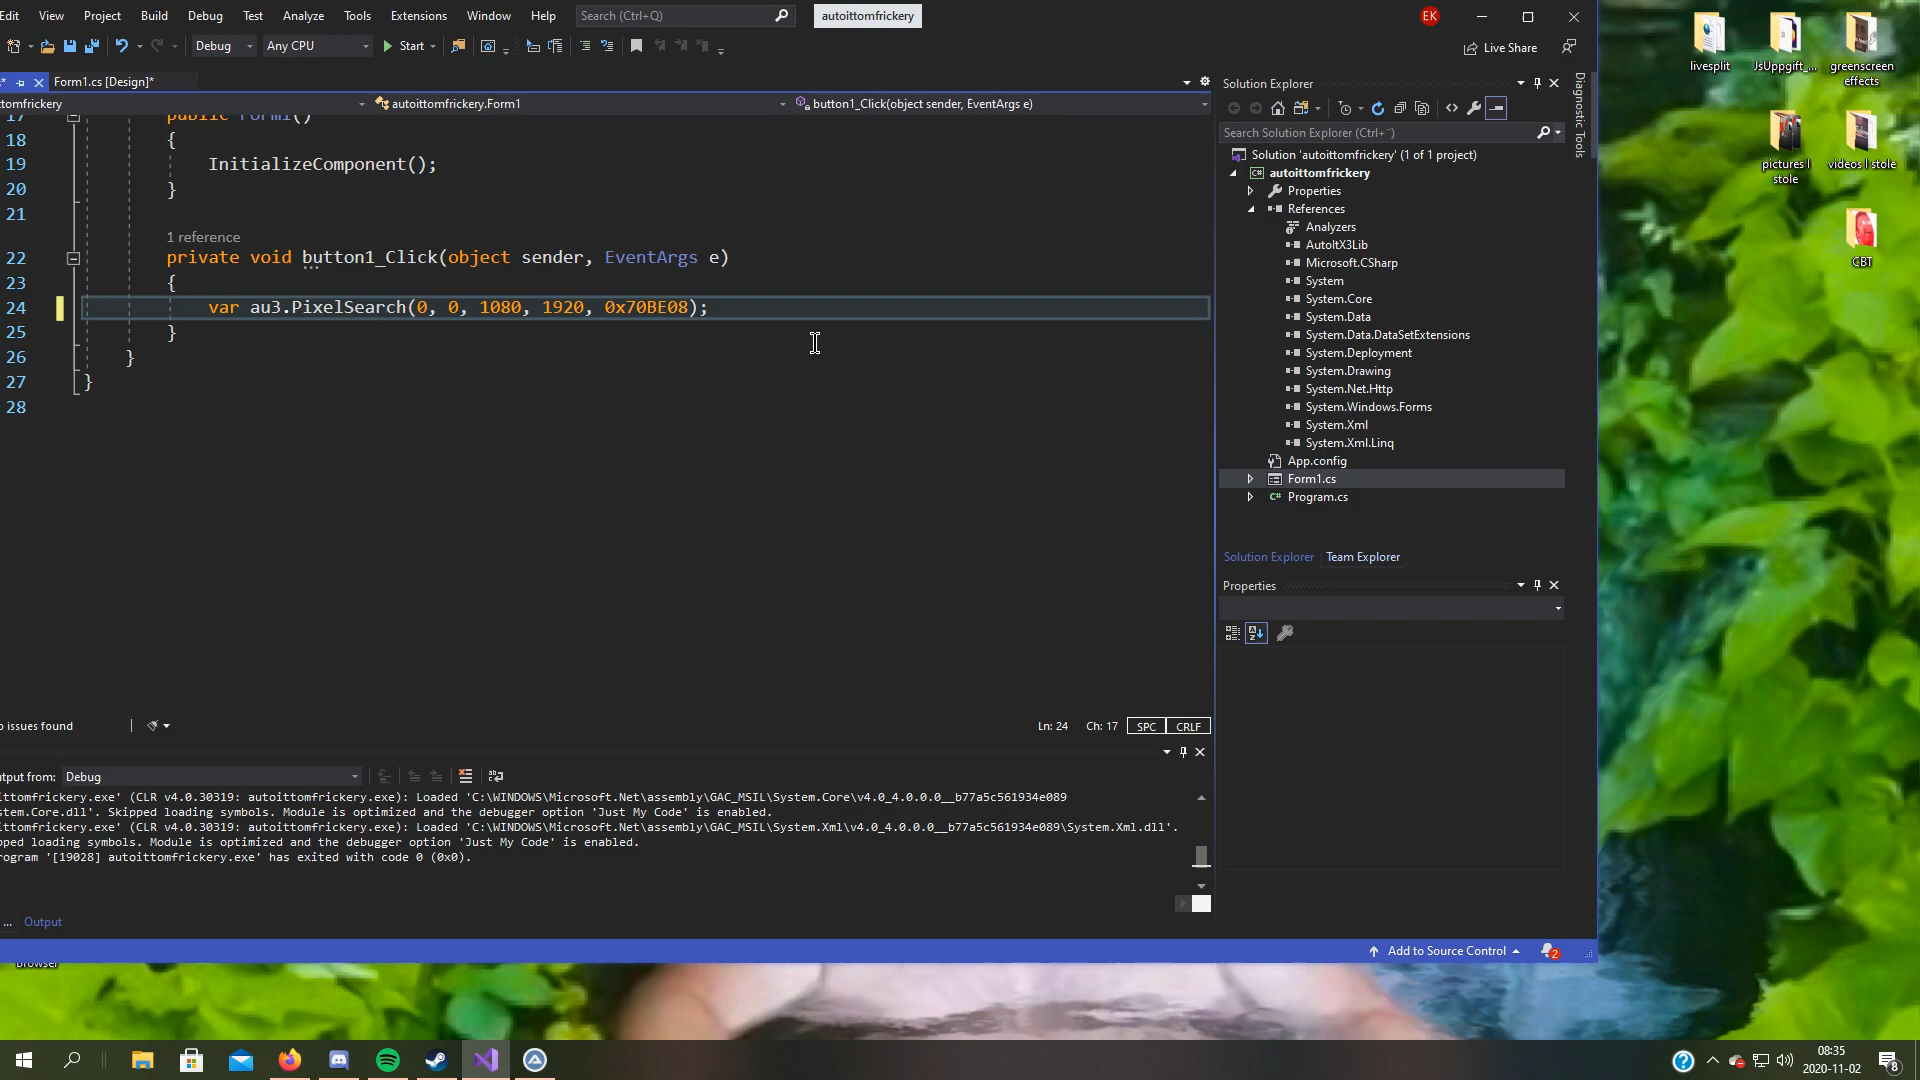 Edit View Project Build Debug Test Analyze Tools Extensions Window Help Search (Ctrl+Q) autoittomfrickery EK
Debug Any CPU Start Live Share
Form1.cs [Design]*
tomfrickery autoittomfrickery.Form1 button1_Click(object sender, EventArgs e)
17 public Form1()
18 {
19 InitializeComponent();
20 }
21
1 reference
22 private void button1_Click(object sender, EventArgs e)
23 {
24 var au3.PixelSearch(0, 0, 1080, 1920, 0x70BE08);
25 }
26 }
27 }
28
o issues found Ln: 24 Ch: 17 SPC CRLF
utput from: Debug
ittomfrickery.exe' (CLR v4.0.30319: autoittomfrickery.exe): Loaded 'C:\WINDOWS\Microsoft.Net\assembly\GAC_MSIL\System.Core\v4.0_4.0.0.0__b77a5c561934e089
stem.Core.dll'. Skipped loading symbols. Module is optimized and the debugger option 'Just My Code' is enabled.
ittomfrickery.exe' (CLR v4.0.30319: autoittomfrickery.exe): Loaded 'C:\WINDOWS\Microsoft.Net\assembly\GAC_MSIL\System.Xml\v4.0_4.0.0.0__b77a5c561934e089\System.Xml.dll'.
pped loading symbols. Module is optimized and the debugger option 'Just My Code' is enabled.
rogram '[19028] autoittomfrickery.exe' has exited with code 0 (0x0).
... Output
Solution Explorer
Search Solution Explorer (Ctrl+¨)
Solution 'autoittomfrickery' (1 of 1 project)
autoittomfrickery
Properties
References
Analyzers
AutoItX3Lib
Microsoft.CSharp
System
System.Core
System.Data
System.Data.DataSetExtensions
System.Deployment
System.Drawing
System.Net.Http
System.Windows.Forms
System.Xml
System.Xml.Linq
App.config
Form1.cs
Program.cs
Solution Explorer Team Explorer
Properties
Diagnostic Tools
Add to Source Control 2
livesplit
JsUppgift_...
greenscreen
effects
pictures I
stole
videos I stole
CBT
Browser
08:35
2020-11-02
8